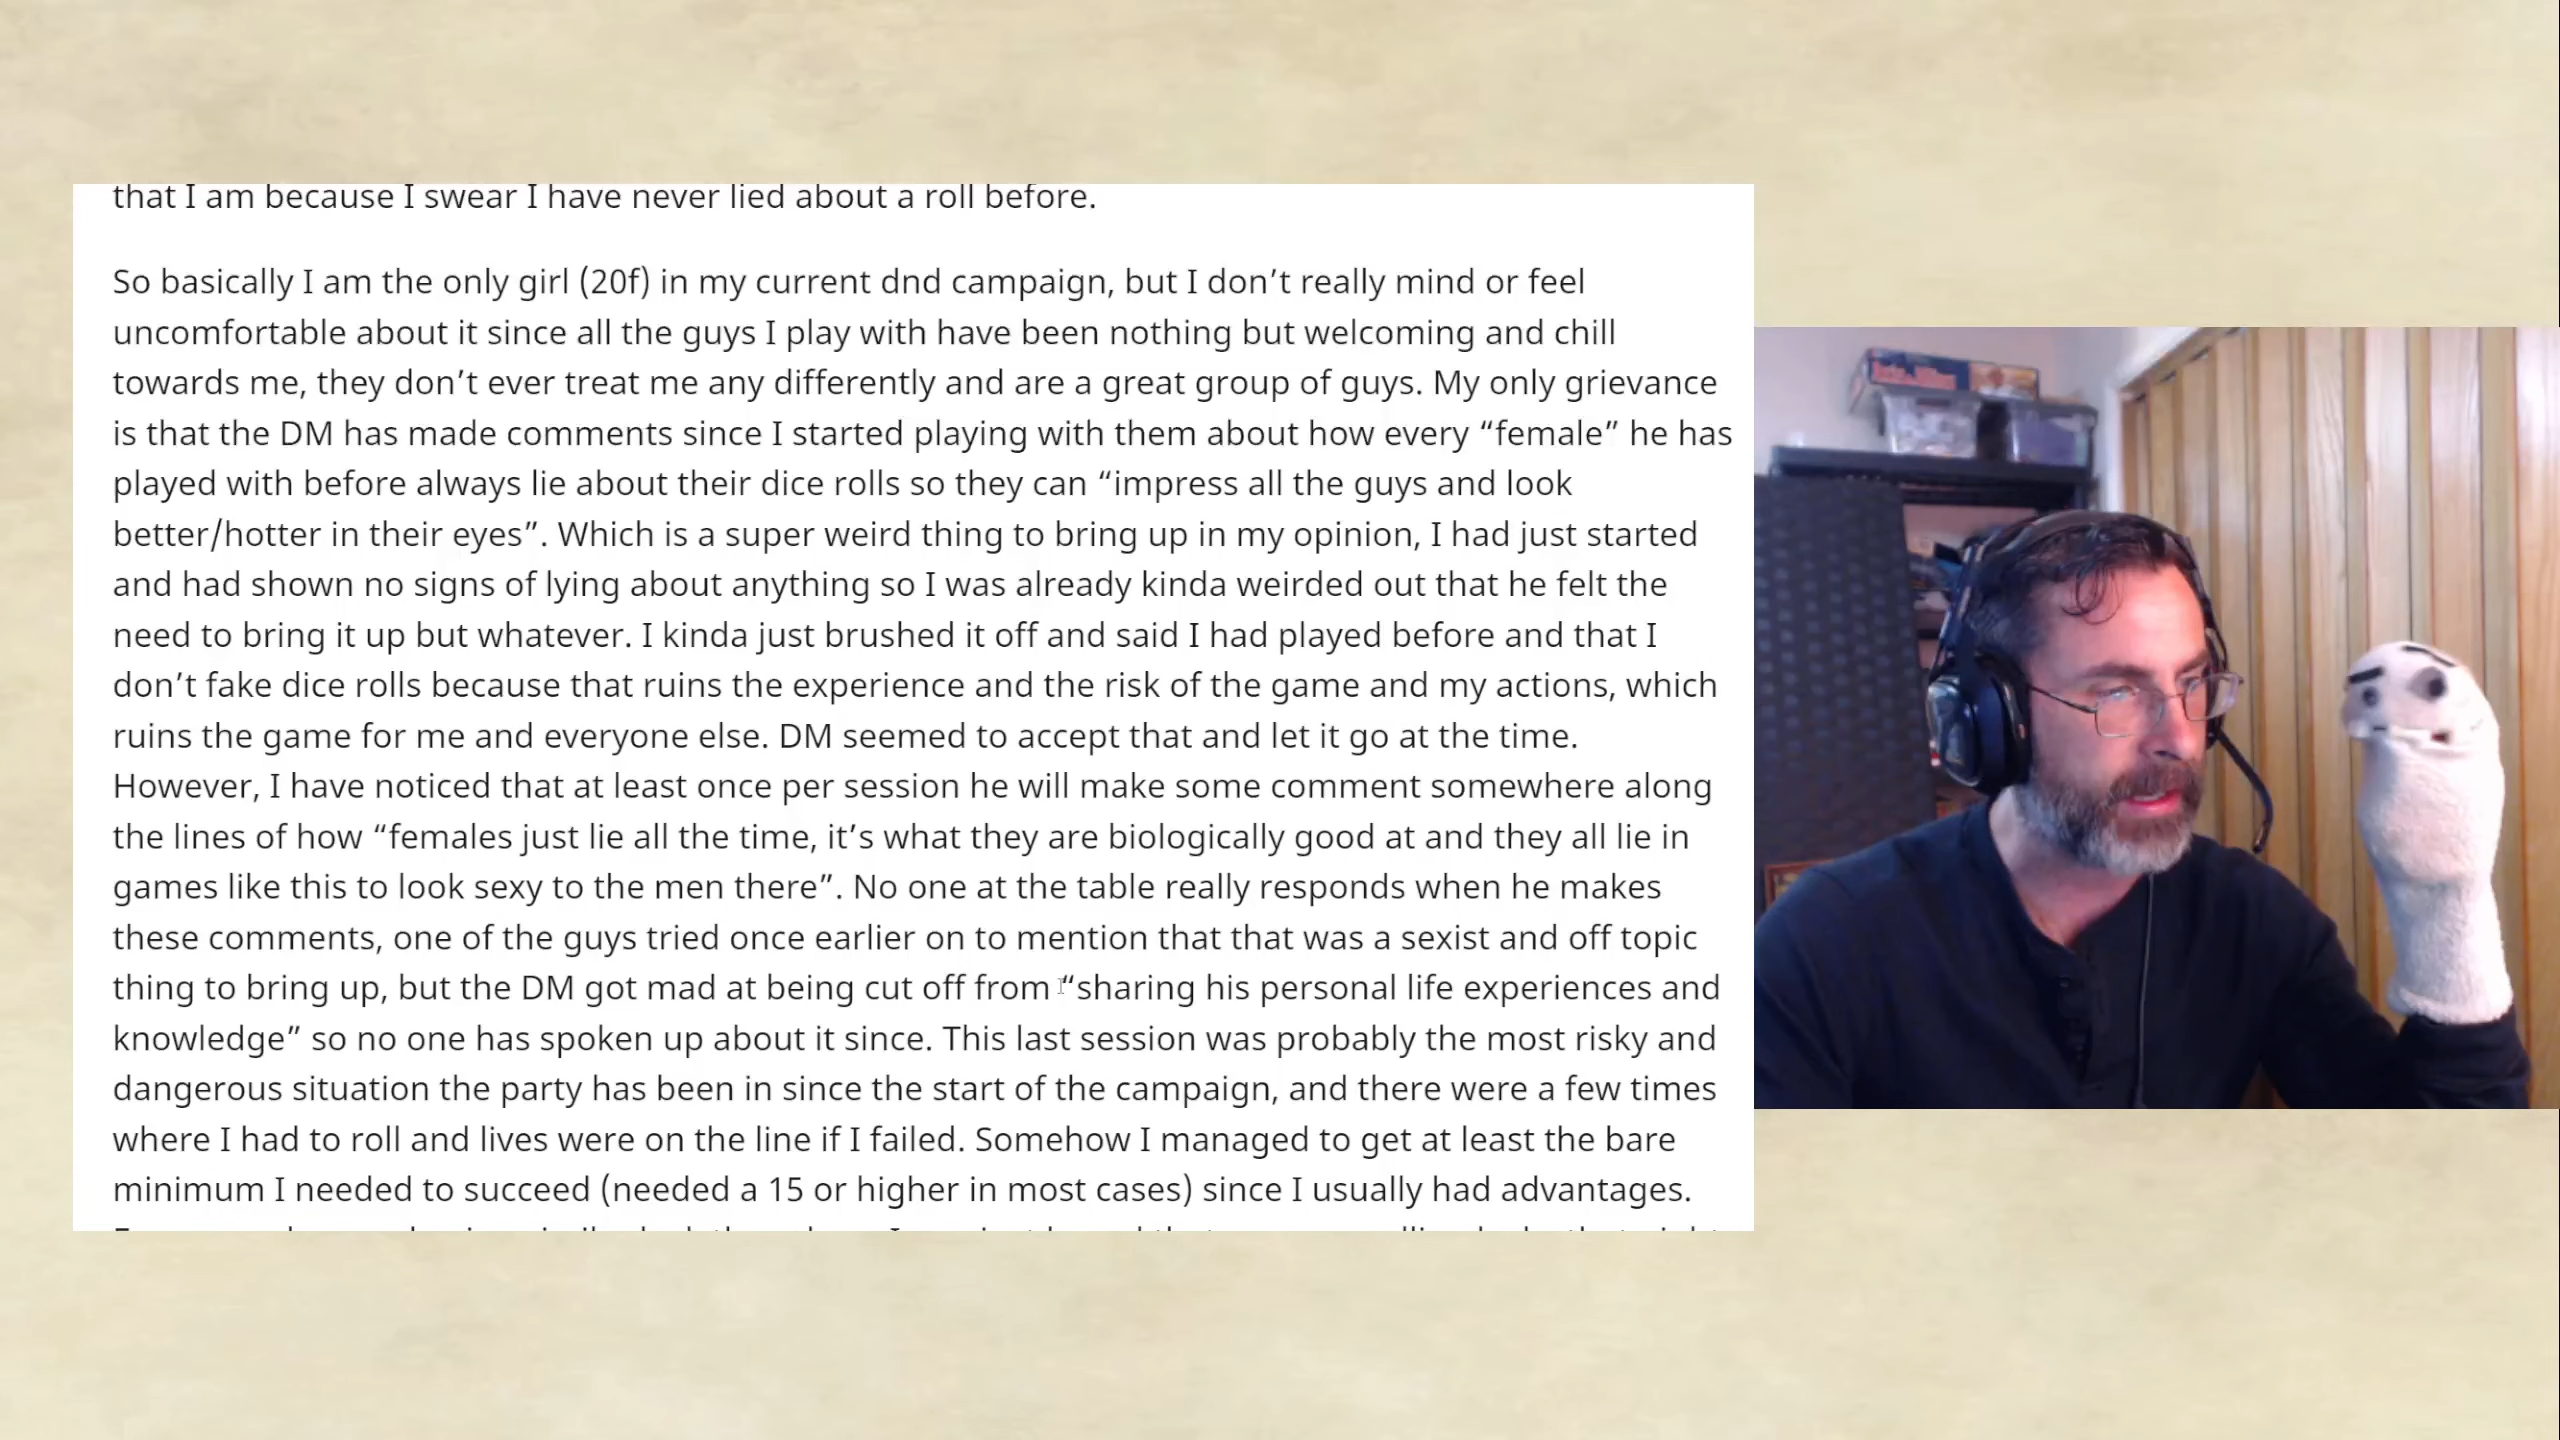 that I am because I swear I have never lied about a roll before.
So basically I am the only girl (20f) in my current dnd campaign, but I don’t really mind or feel
uncomfortable about it since all the guys I play with have been nothing but welcoming and chill
towards me, they don’t ever treat me any differently and are a great group of guys. My only grievance
is that the DM has made comments since I started playing with them about how every “female” he has
played with before always lie about their dice rolls so they can “impress all the guys and look
better/hotter in their eyes”. Which is a super weird thing to bring up in my opinion, I had just started
and had shown no signs of lying about anything so I was already kinda weirded out that he felt the
need to bring it up but whatever. I kinda just brushed it off and said I had played before and that I
don’t fake dice rolls because that ruins the experience and the risk of the game and my actions, which
ruins the game for me and everyone else. DM seemed to accept that and let it go at the time.
However, I have noticed that at least once per session he will make some comment somewhere along
the lines of how “females just lie all the time, it’s what they are biologically good at and they all lie in
games like this to look sexy to the men there”. No one at the table really responds when he makes
these comments, one of the guys tried once earlier on to mention that that was a sexist and off topic
thing to bring up, but the DM got mad at being cut off from “sharing his personal life experiences and
knowledge” so no one has spoken up about it since. This last session was probably the most risky and
dangerous situation the party has been in since the start of the campaign, and there were a few times
where I had to roll and lives were on the line if I failed. Somehow I managed to get at least the bare
minimum I needed to succeed (needed a 15 or higher in most cases) since I usually had advantages.